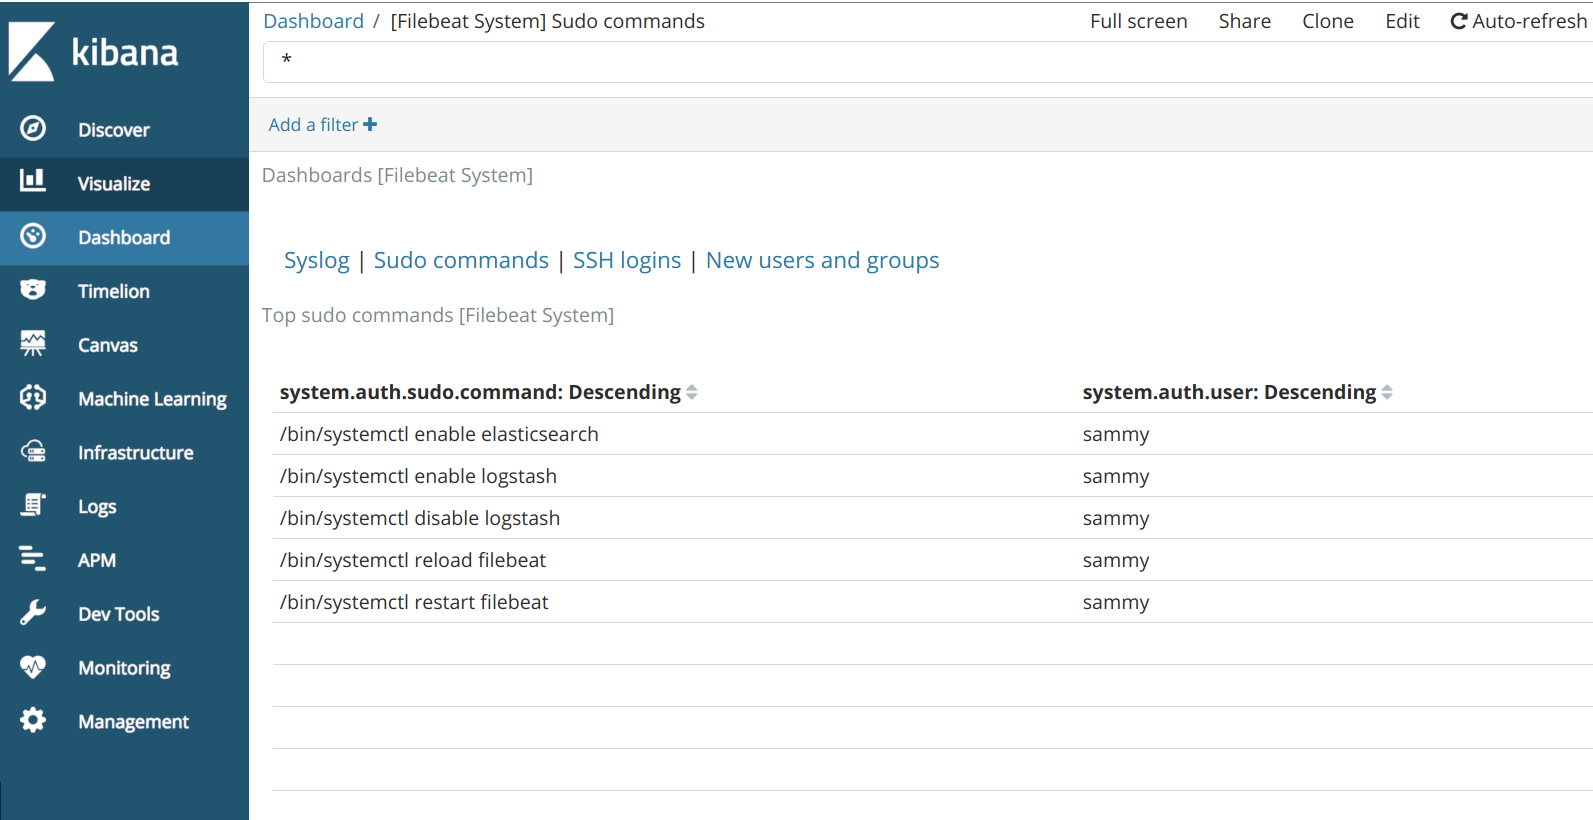 kibana
Discover
Visualize
Dashboard
Timelion
Canvas
Machine Learning
Infrastructure
Logs
APM
Dev Tools
Monitoring
Management
Dashboard / [Filebeat System] Sudo commands
Full screen Share Clone Edit Auto-refresh
*
Add a filter +
Dashboards [Filebeat System]
Syslog | Sudo commands | SSH logins | New users and groups
Top sudo commands [Filebeat System]
system.auth.sudo.command: Descending system.auth.user: Descending
/bin/systemctl enable elasticsearch sammy
/bin/systemctl enable logstash sammy
/bin/systemctl disable logstash sammy
/bin/systemctl reload filebeat sammy
/bin/systemctl restart filebeat sammy